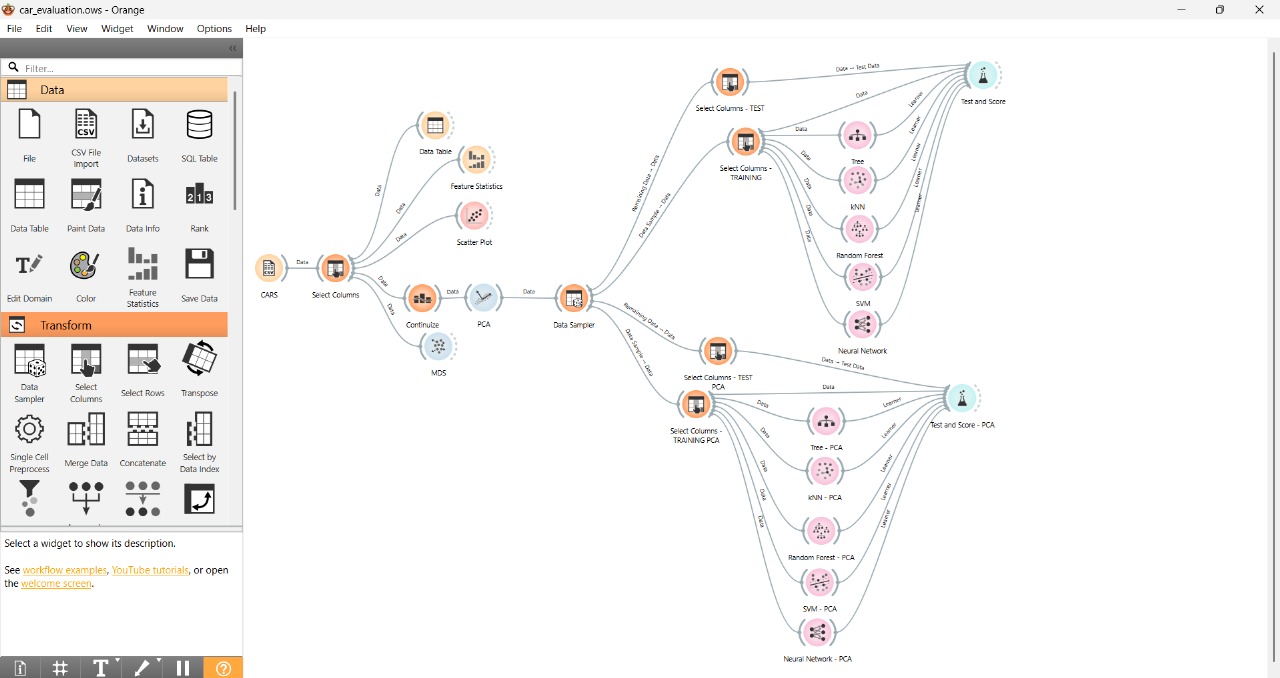 car_evaluation.ows - Orange
File Edit View Widget Window Options Help
Filter...
Data
File
CSV File
Import
Datasets
SQL Table
Data Table
Paint Data
Data Info
Rank
Edit Domain
Color
Feature
Statistics
Save Data
Transform
Data
Sampler
Select
Columns
Select Rows
Transpose
Single Cell
Preprocess
Merge Data
Concatenate
Select by
Data Index
Select a widget to show its description.
See workflow examples, YouTube tutorials, or open
the welcome screen.
CARS
Data
Select Columns
Data
Data
Data
Data
Data
Data Table
Feature Statistics
Scatter Plot
Continuize
MDS
Data
PCA
Data
Data Sampler
Remaining Data → Data
Data Sample → Data
Remaining Data → Data
Data Sample → Data
Select Columns - TEST
Data → Test Data
Select Columns -
TRAINING
Data
Data
Data
Data
Data
Data
Tree
kNN
Random Forest
SVM
Neural Network
Learner
Learner
Learner
Learner
Learner
Test and Score
Select Columns - TEST
PCA
Data → Test Data
Select Columns -
TRAINING PCA
Data
Data
Data
Data
Data
Data
Tree - PCA
kNN - PCA
Random Forest - PCA
SVM - PCA
Neural Network - PCA
Learner
Learner
Learner
Learner
Learner
Test and Score - PCA